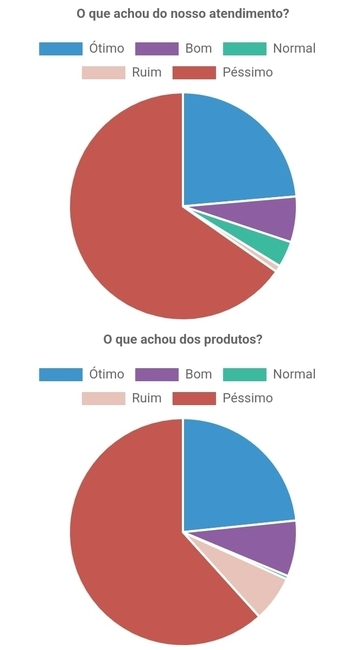 O que achou do nosso atendimento?
Ótimo Bom Normal
Ruim Péssimo
O que achou dos produtos?
Ótimo Bom Normal
Ruim Péssimo